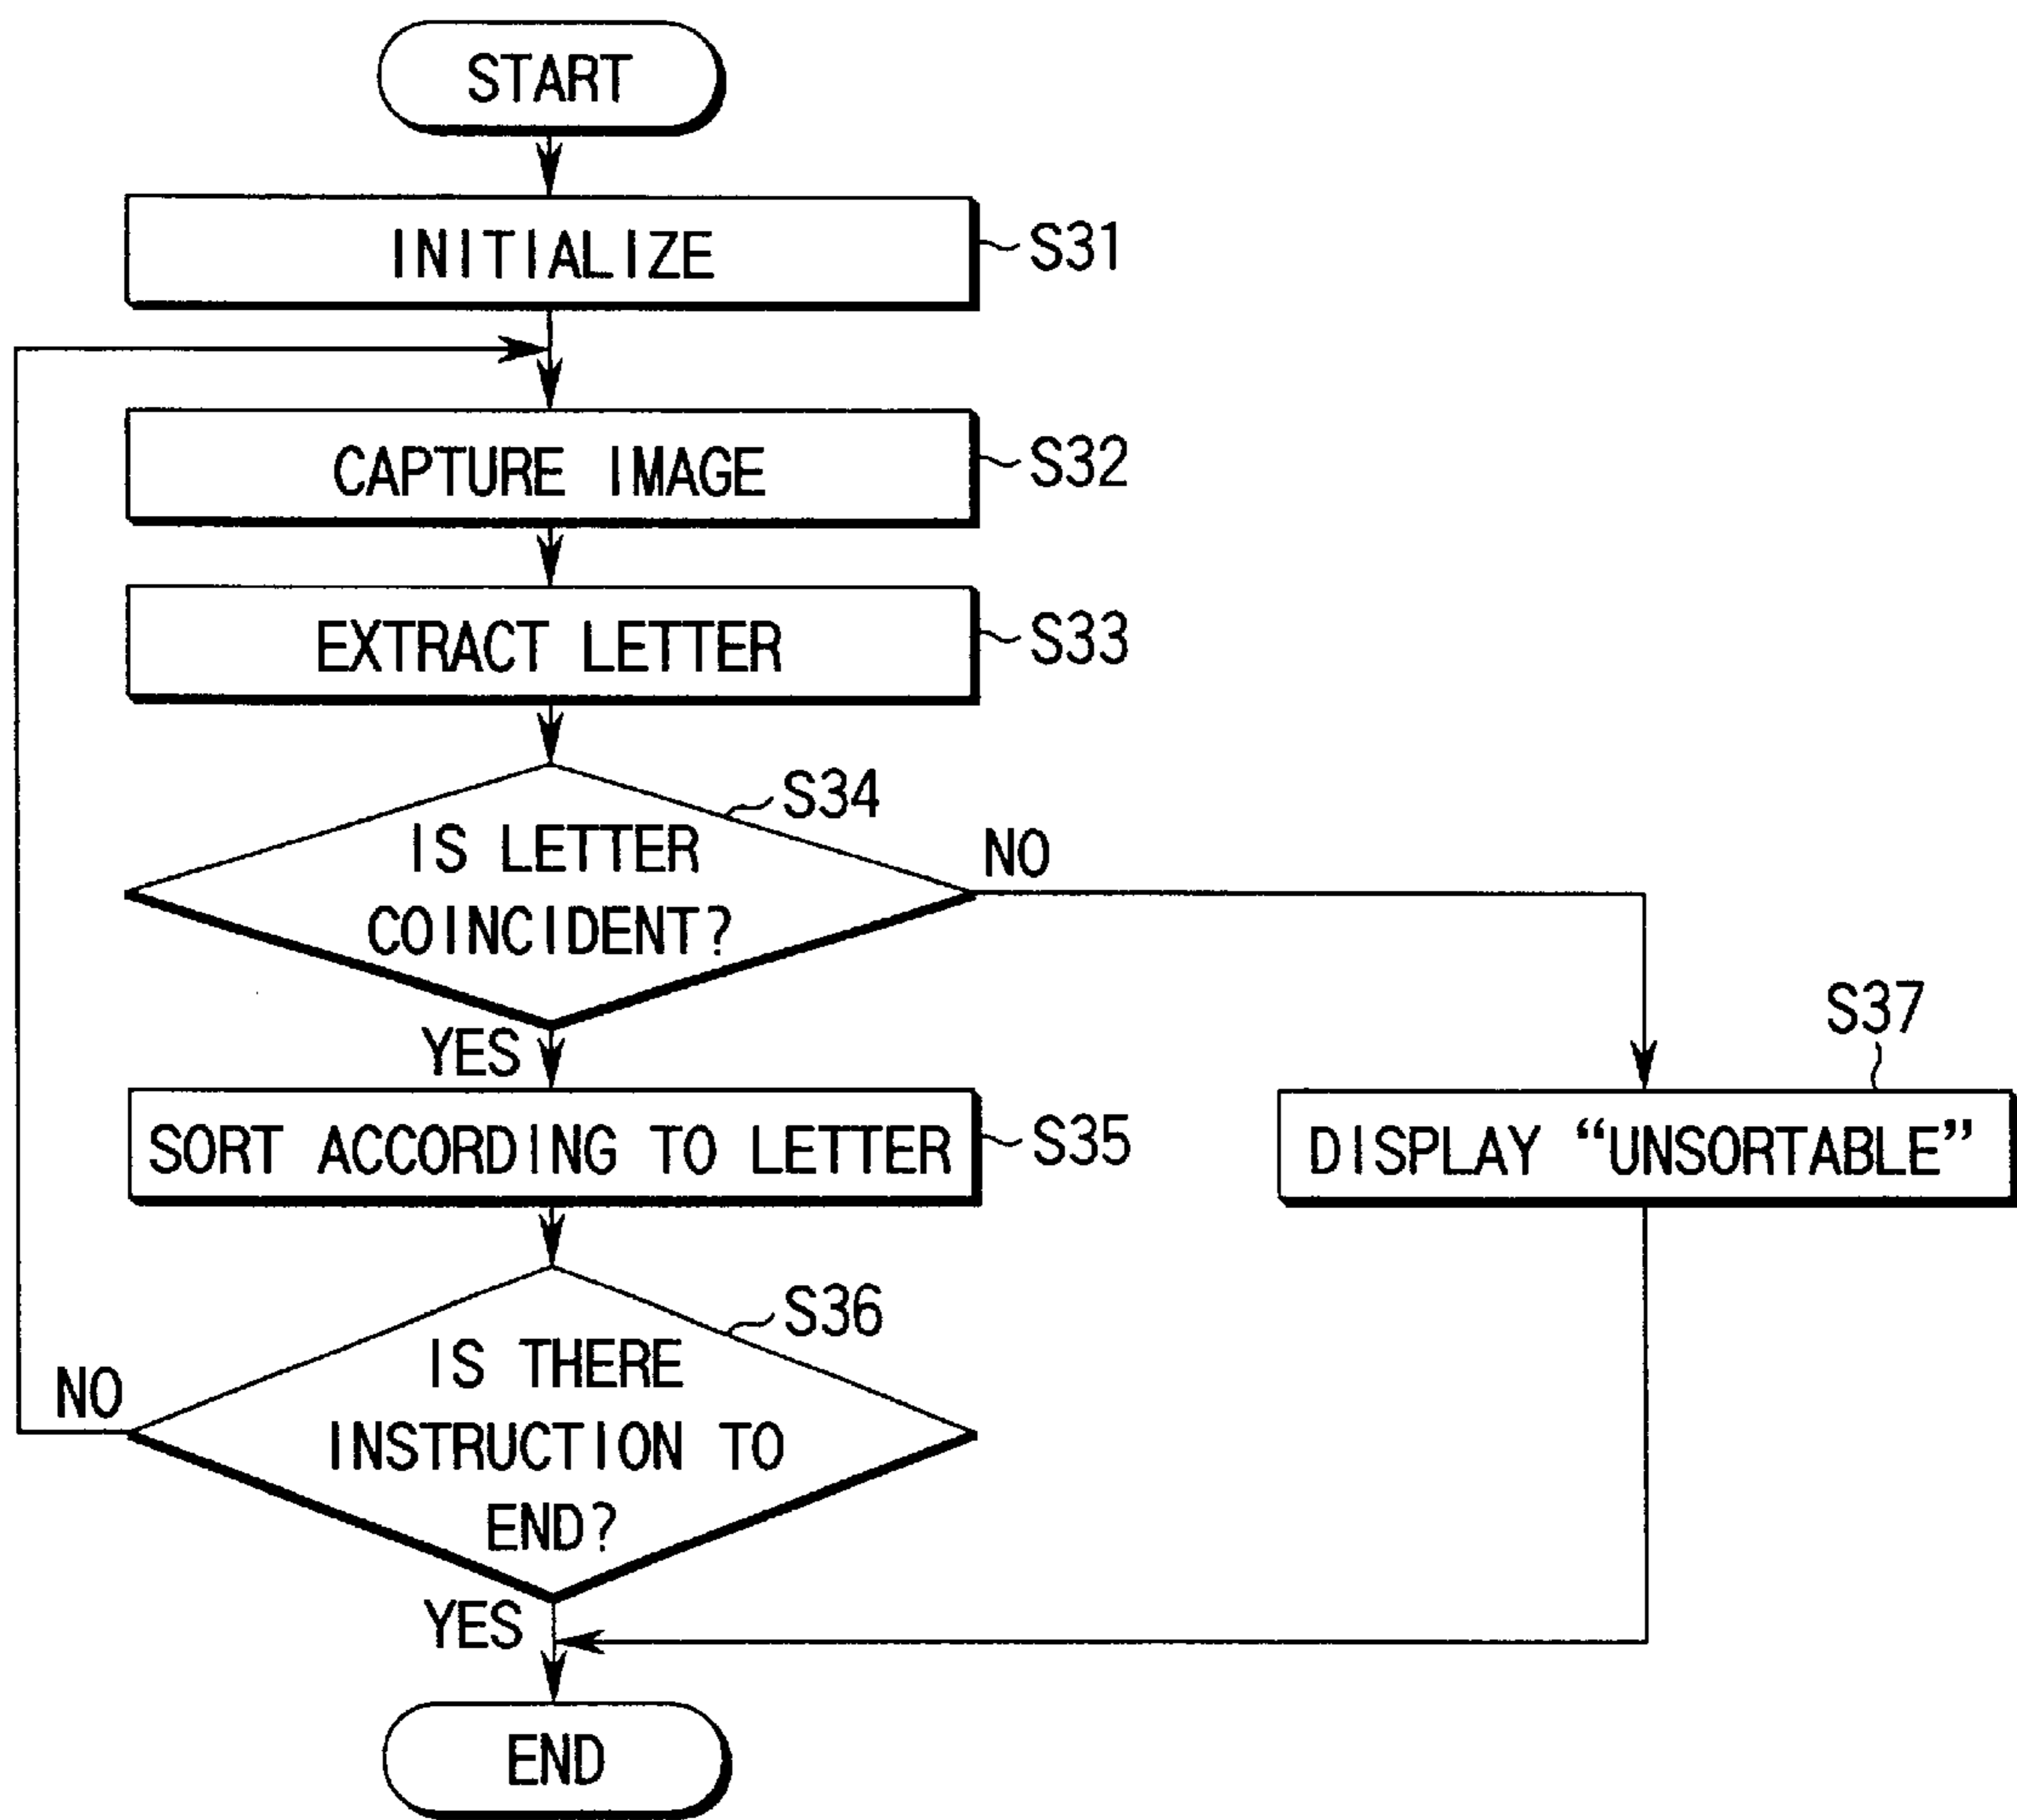 START
INITIALIZE
S31
CAPTURE IMAGE
S32
EXTRACT LETTER
S33
S34
IS LETTER
COINCIDENT?
NO
YES
S37
SORT ACCORDING TO LETTER
S35
DISPLAY “UNSORTABLE”
S36
IS THERE
INSTRUCTION TO
END?
NO
YES
END